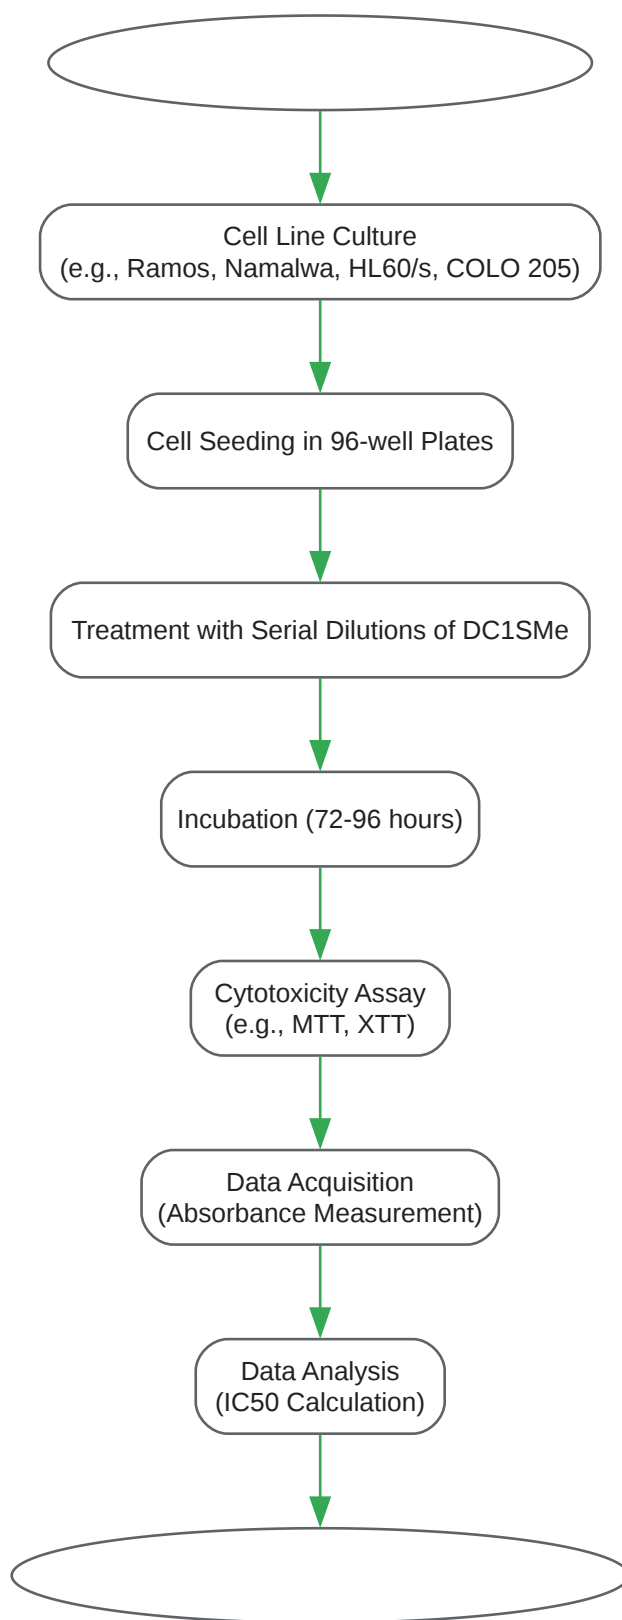 Cell Line Culture
(e.g., Ramos, Namalwa, HL60/s, COLO 205)
Cell Seeding in 96-well Plates
Treatment with Serial Dilutions of DC1SMe
Incubation (72-96 hours)
Cytotoxicity Assay
(e.g., MTT, XTT)
Data Acquisition
(Absorbance Measurement)
Data Analysis
(IC50 Calculation)